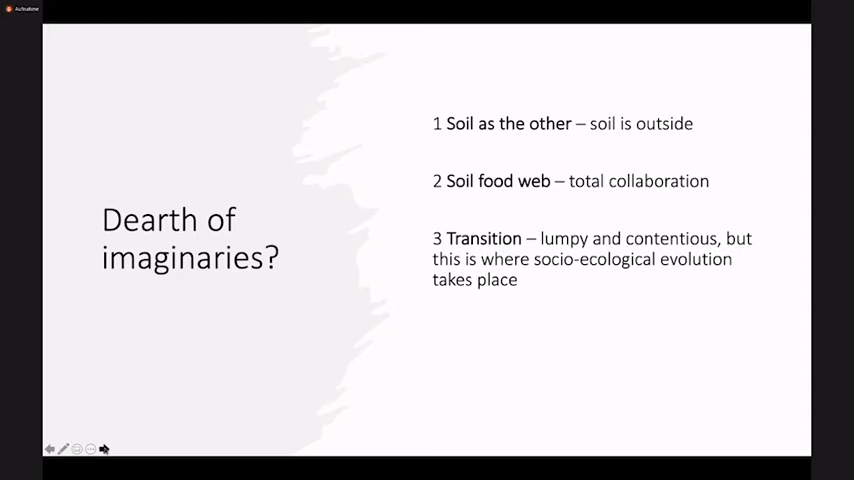 Aufnahme
Dearth of
imaginaries?
1 Soil as the other – soil is outside
2 Soil food web – total collaboration
3 Transition – lumpy and contentious, but
this is where socio-ecological evolution
takes place